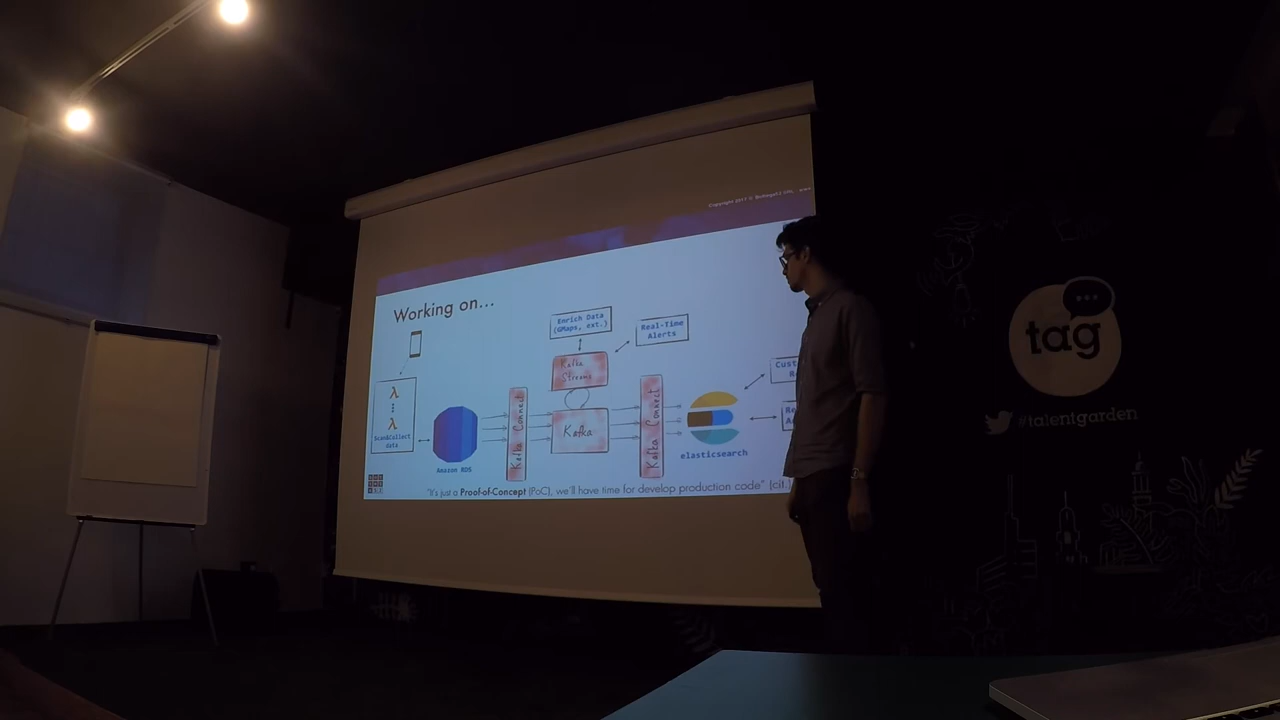 Copyright 2017 ©
Working on...
Enrich Data
(GMaps, ext.)
Real-Time
Alerts
Kafka
Streams
λ
λ
Scan&Collect
data
Amazon RDS
Kafka Connect
Kafka
Kafka Connect
elasticsearch
"It's just a Proof-of-Concept (PoC), we'll have time for develop production code" (cit.)
tag
#talentgarden